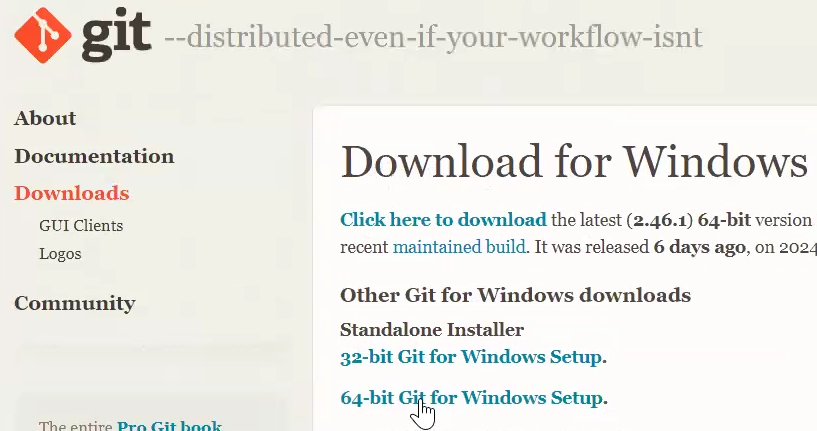 git --distributed-even-if-your-workflow-isnt
About
Documentation
Downloads
GUI Clients
Logos
Community
The entire Pro Git book
Download for Windows
Click here to download the latest (2.46.1) 64-bit version
recent maintained build. It was released 6 days ago, on 2024
Other Git for Windows downloads
Standalone Installer
32-bit Git for Windows Setup.
64-bit Git for Windows Setup.